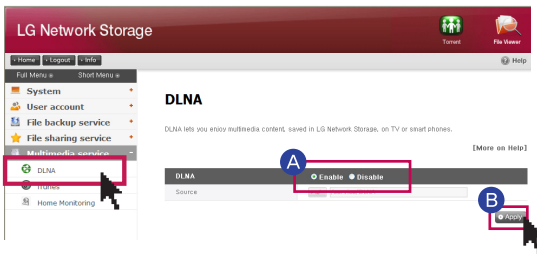 LG Network Storage
Torrent
File Viewer
Home Logout Info
Help
Full Menu Short Menu
System
User account
File backup service
File sharing service
Multimedia service
DLNA
iTunes
Home Monitoring
DLNA
DLNA lets you enjoy multimedia content, saved in LG Network Storage, on TV or smart phones.
[More on Help]
A
DLNA Enable Disable
Source
B
Apply